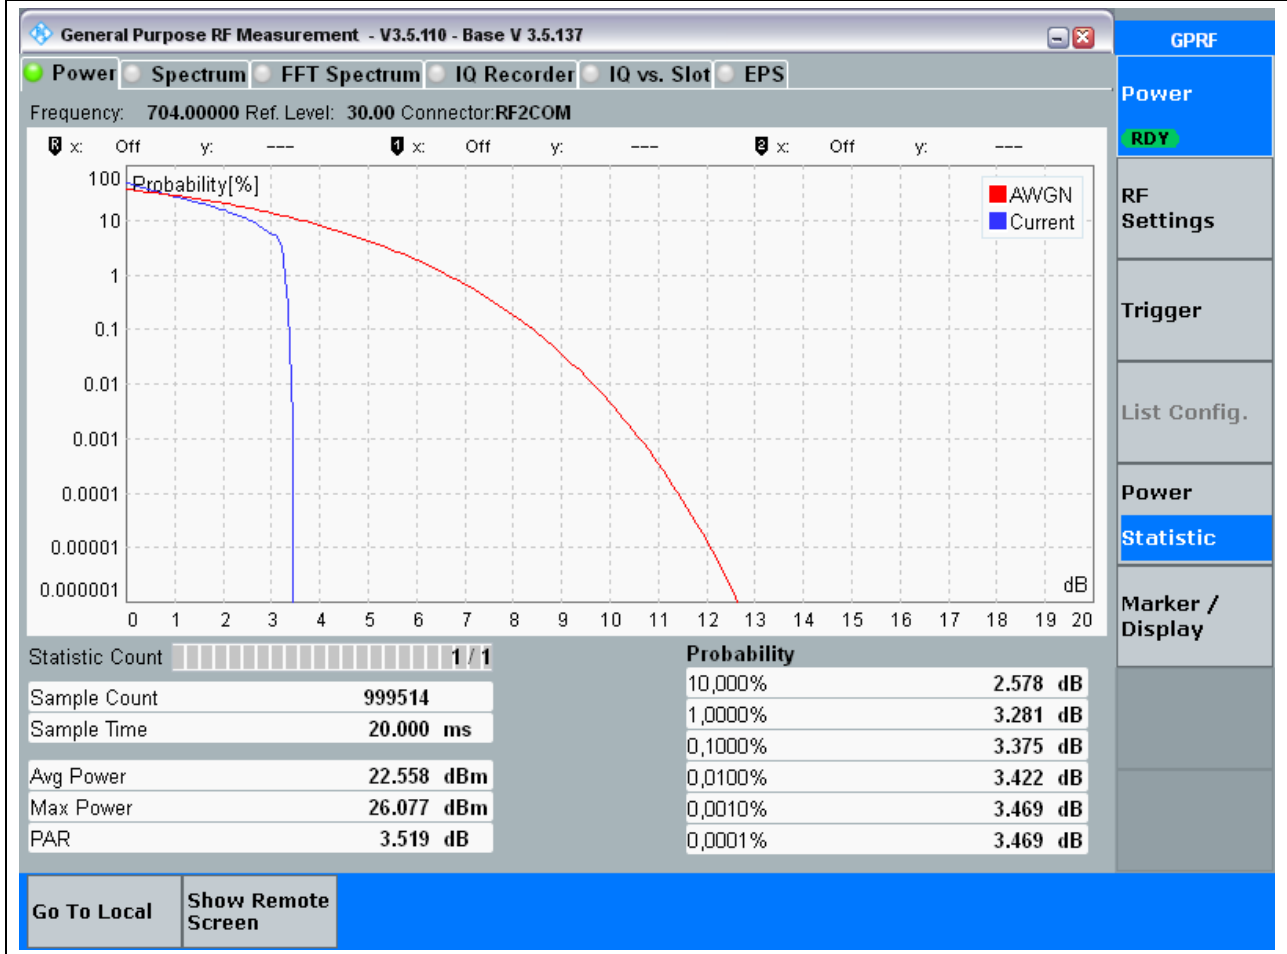 General Purpose RF Measurement - V3.5.110 - Base V 3.5.137
GPRF
Power Spectrum FFT Spectrum IQ Recorder IQ vs. Slot EPS
Power
RDY
Frequency: 704.00000 Ref. Level: 30.00 Connector:RF2COM
R x: Off y: --- 1 x: Off y: --- 2 x: Off y: ---
Probability[%]
AWGN
Current
100
10
1
0.1
0.01
0.001
0.0001
0.00001
0.000001
dB
0 1 2 3 4 5 6 7 8 9 10 11 12 13 14 15 16 17 18 19 20
RF
Settings
Trigger
List Config.
Power
Statistic
Marker /
Display
Statistic Count 1 / 1
Sample Count 999514
Sample Time 20.000 ms
Avg Power 22.558 dBm
Max Power 26.077 dBm
PAR 3.519 dB
Probability
10,000% 2.578 dB
1,0000% 3.281 dB
0,1000% 3.375 dB
0,0100% 3.422 dB
0,0010% 3.469 dB
0,0001% 3.469 dB
Go To Local
Show Remote
Screen